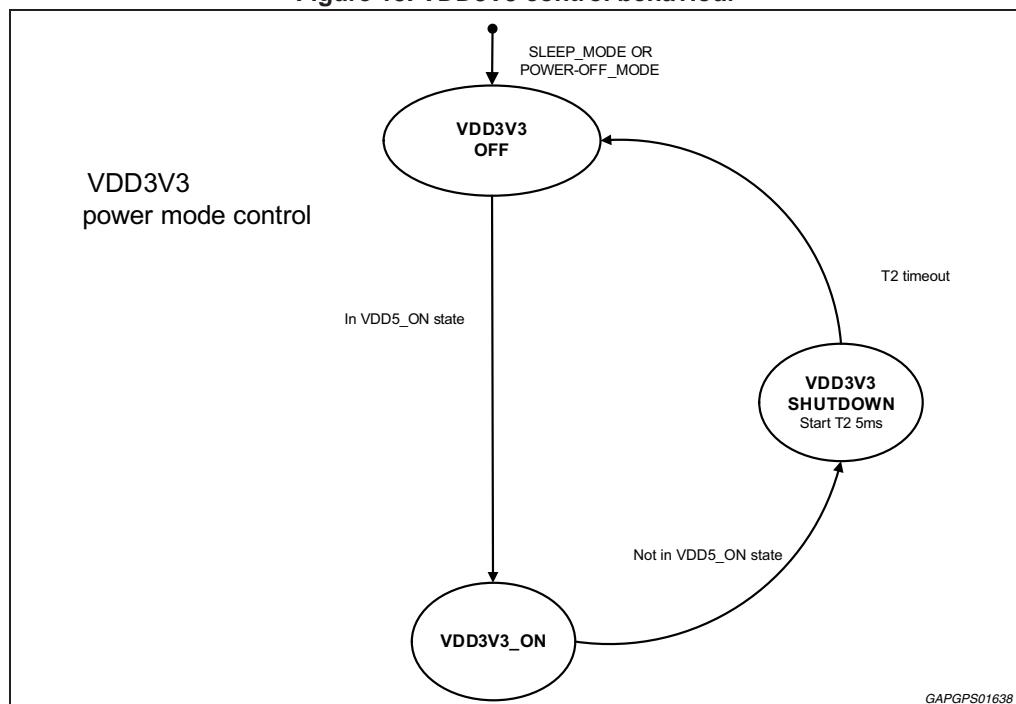 SLEEP_MODE OR
POWER-OFF_MODE
VDD3V3
OFF
VDD3V3
power mode control
T2 timeout
In VDD5_ON state
VDD3V3
SHUTDOWN
Start T2 5ms
Not in VDD5_ON state
VDD3V3_ON
GAPGPS01638